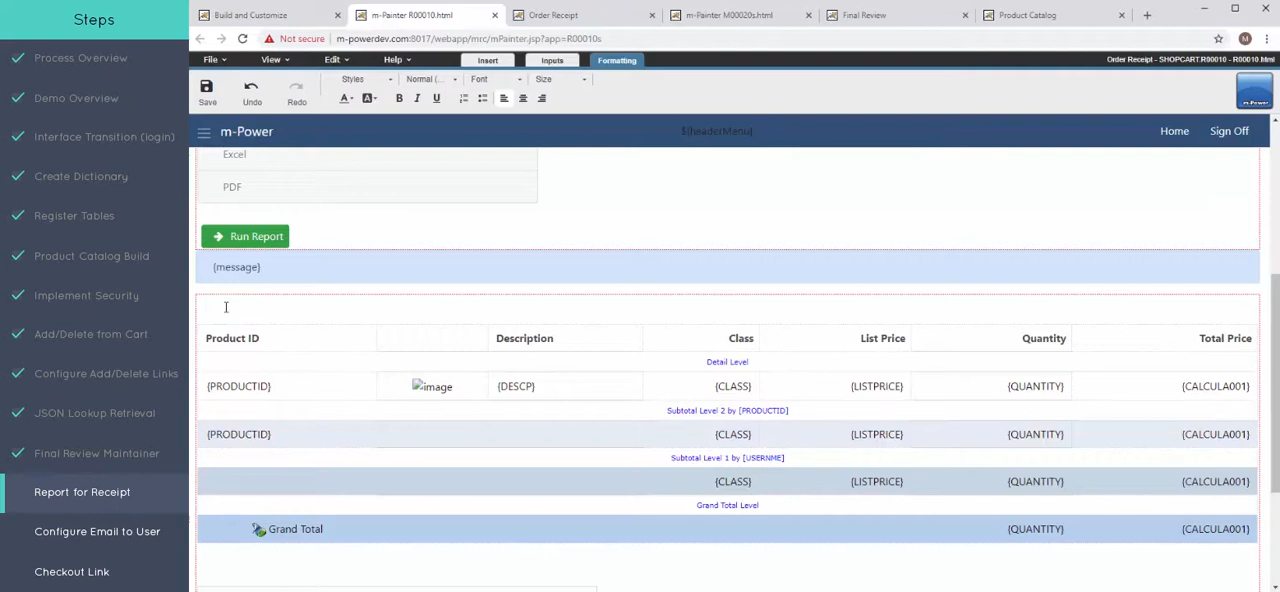 Steps
Process Overview
Demo Overview
Interface Transition (login)
Create Dictionary
Register Tables
Product Catalog Build
Implement Security
Add/Delete from Cart
Configure Add/Delete Links
JSON Lookup Retrieval
Final Review Maintainer
Report for Receipt
Configure Email to User
Checkout Link
Build and Customize
m-Painter R00010.html
Order Receipt
m-Painter M00020s.html
Final Review
Product Catalog
Not secure m-powerdev.com:8017/webapp/mrc/mPainter.jsp?app=R00010s
M
File View Edit Help Insert Inputs Formatting
Order Receipt - SHOPCART.R00010 - R00010.html
Save Undo Redo
Styles Normal (... Font Size
A A B I U
m-Power
m-Power ${headerMenu} Home Sign Off
Excel
PDF
Run Report
{message}
Product ID Description Class List Price Quantity Total Price
Detail Level
{PRODUCTID} image {DESCP} {CLASS} {LISTPRICE} {QUANTITY} {CALCULA001}
Subtotal Level 2 by [PRODUCTID]
{PRODUCTID} {CLASS} {LISTPRICE} {QUANTITY} {CALCULA001}
Subtotal Level 1 by [USERNME]
{CLASS} {LISTPRICE} {QUANTITY} {CALCULA001}
Grand Total Level
Grand Total {QUANTITY} {CALCULA001}